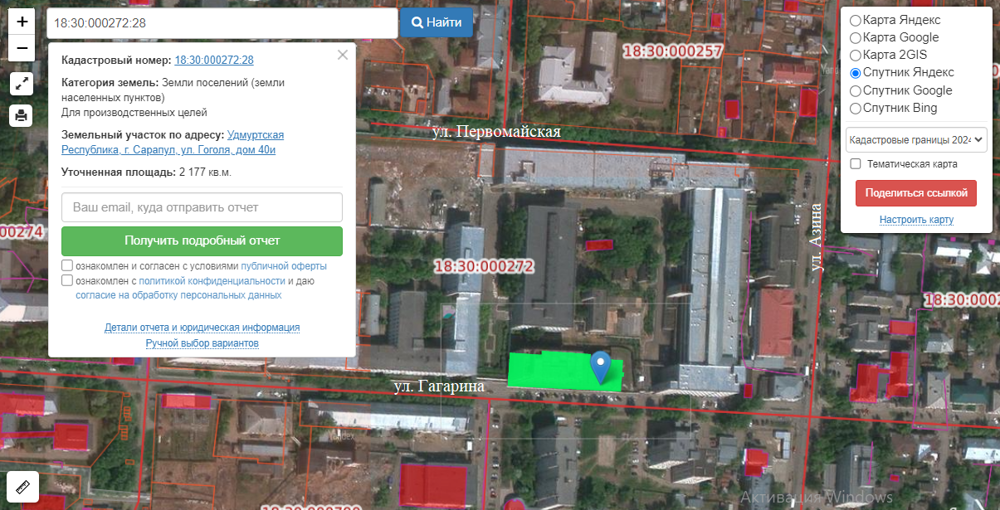 +
−
18:30:000272:28
Найти
Кадастровый номер: 18:30:000272:28
Категория земель: Земли поселений (земли
населенных пунктов)
Для производственных целей
Земельный участок по адресу: Удмуртская
Республика, г. Сарапул, ул. Гоголя, дом 40и
Уточненная площадь: 2 177 кв.м.
Ваш email, куда отправить отчет
Получить подробный отчет
ознакомлен и согласен с условиями публичной оферты
ознакомлен с политикой конфиденциальности и даю
согласие на обработку персональных данных
Детали отчета и юридическая информация
Ручной выбор вариантов
18:30:000257
ул. Первомайская
ул. Азина
18:30:000272
ул. Гагарина
Карта Яндекс
Карта Google
Карта 2GIS
Спутник Яндекс
Спутник Google
Спутник Bing
Кадастровые границы 2024
Тематическая карта
Поделиться ссылкой
Настроить карту
00274
18:30:0002
Yandex
Активация Windows